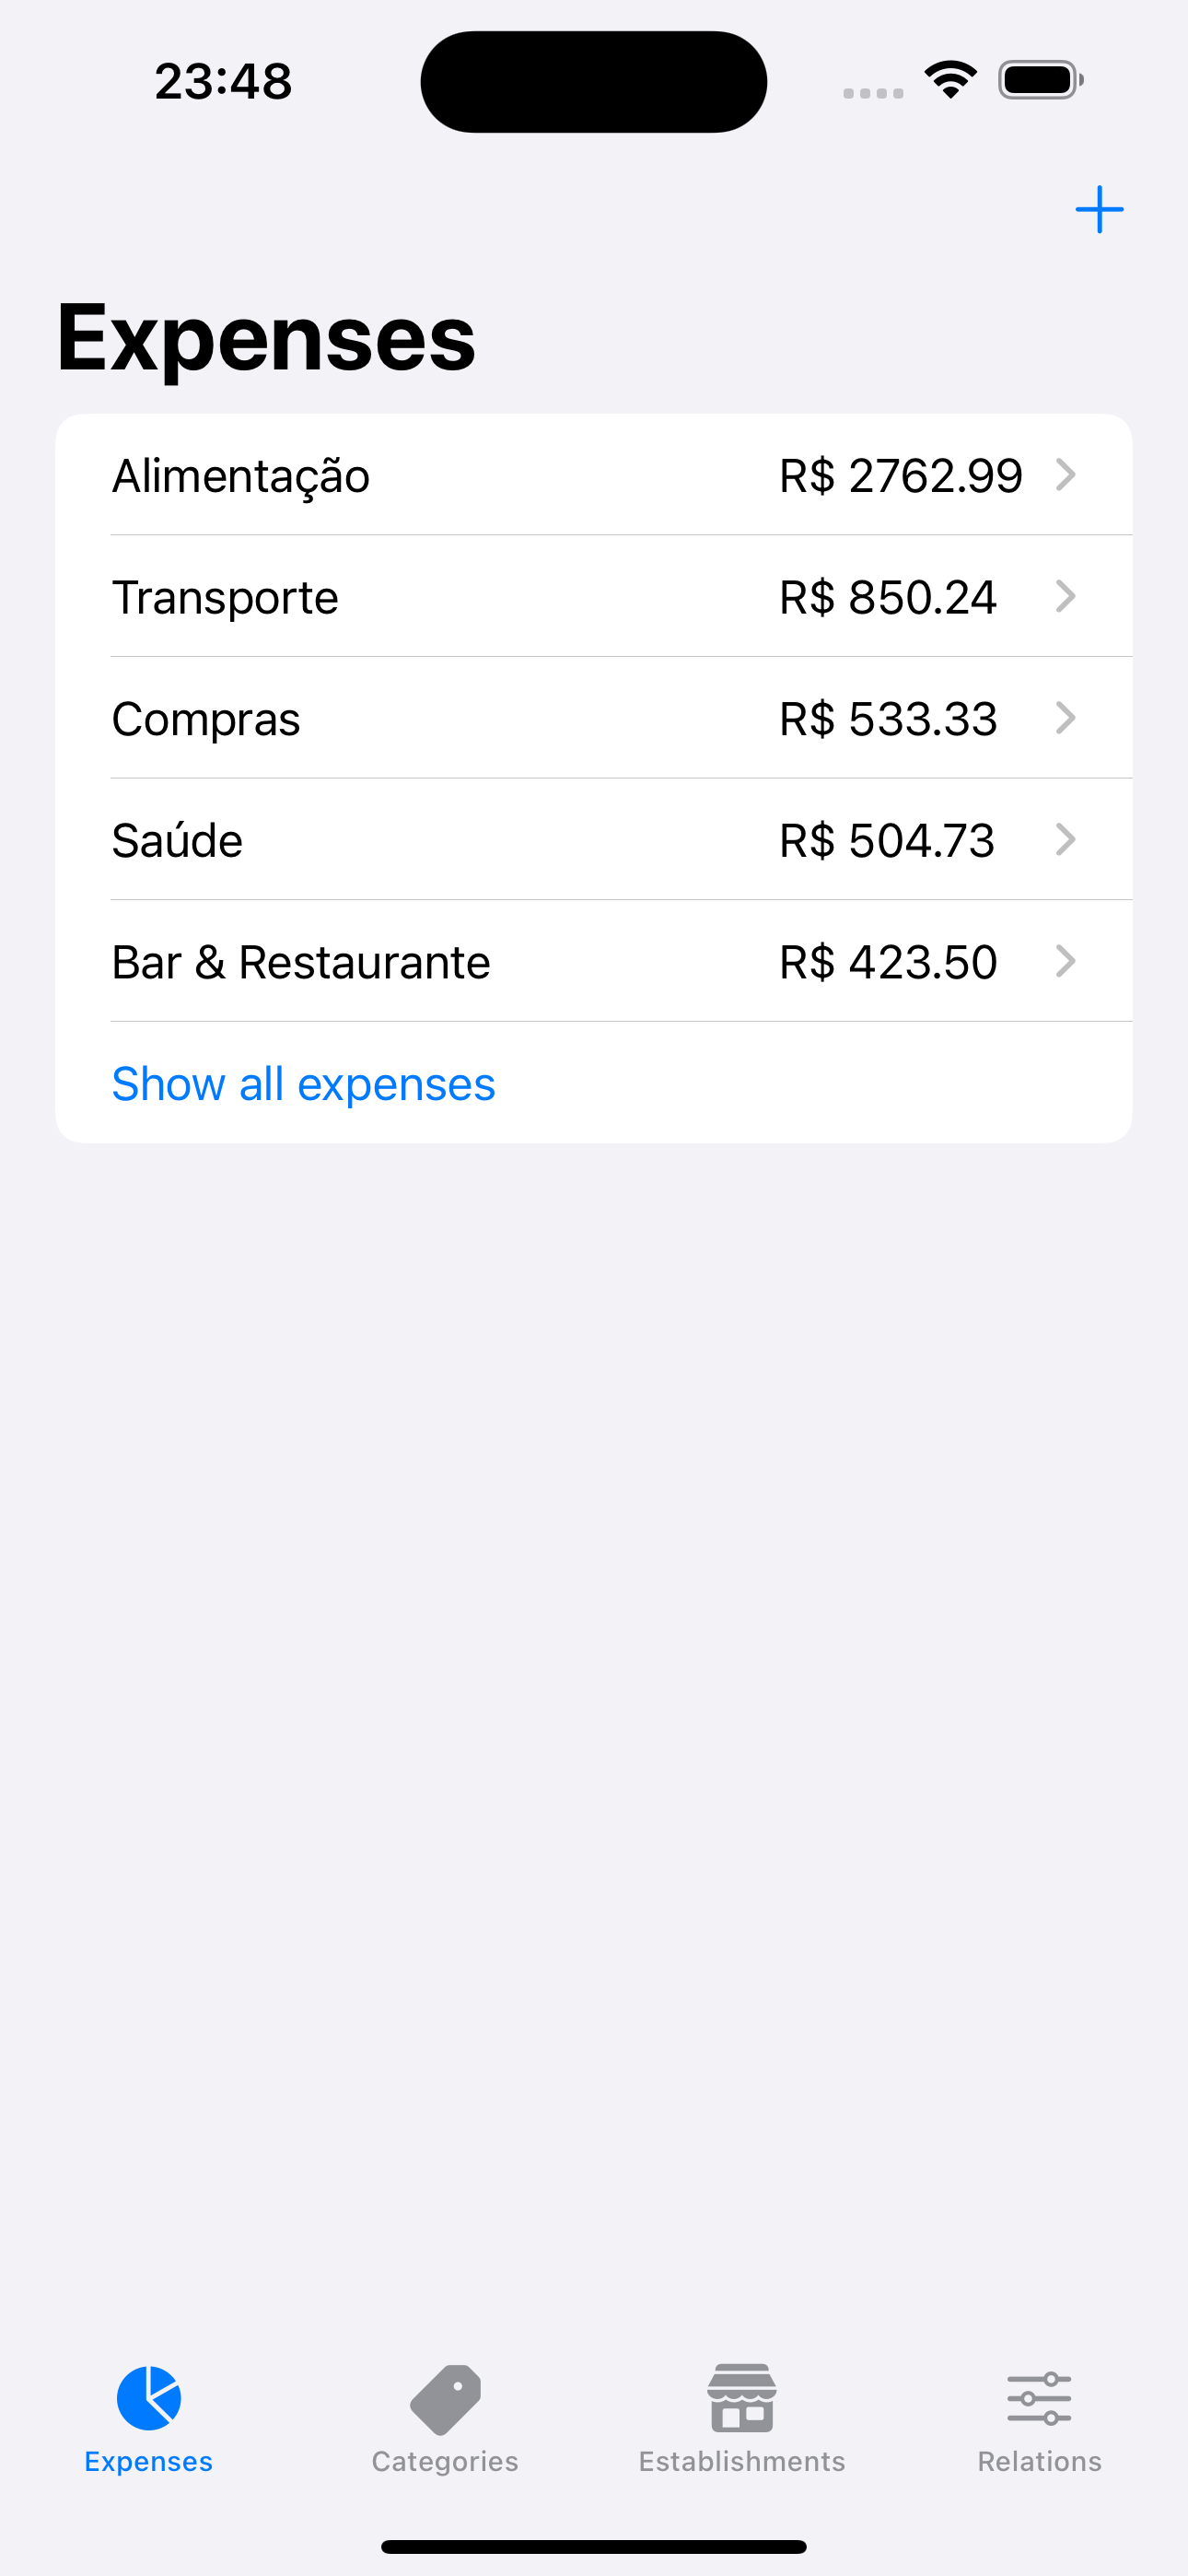 23:48
Expenses
Alimentação R$ 2762.99
Transporte R$ 850.24
Compras R$ 533.33
Saúde R$ 504.73
Bar & Restaurante R$ 423.50
Show all expenses
Expenses Categories Establishments Relations